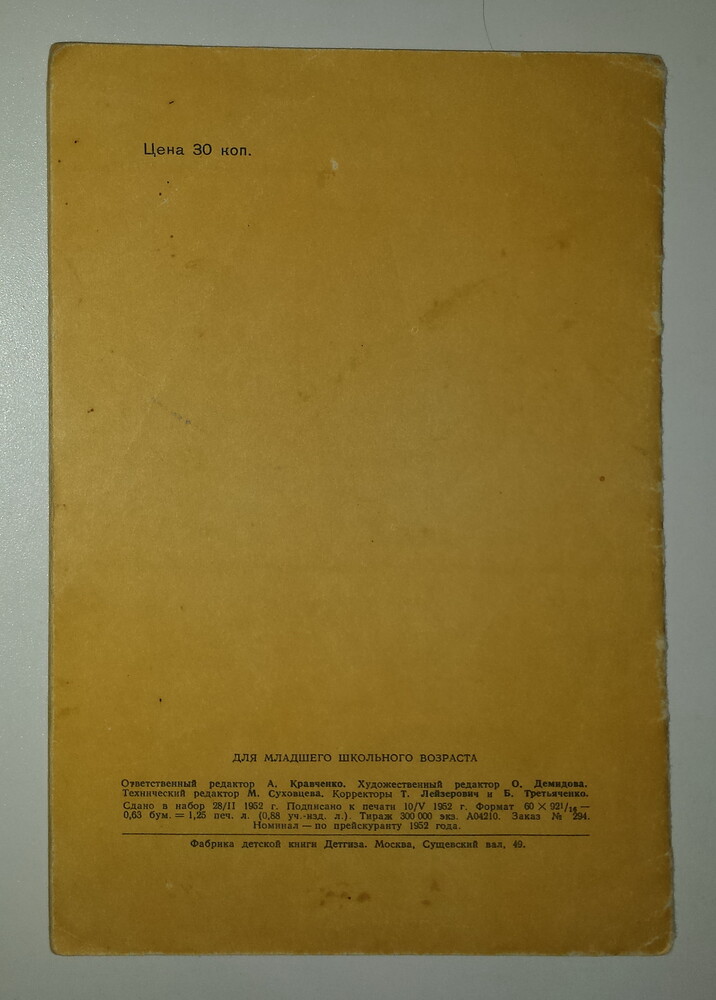 Цена 30 коп.
ДЛЯ МЛАДШЕГО ШКОЛЬНОГО ВОЗРАСТА
Ответственный редактор А. Кравченко. Художественный редактор О. Демидова.
Технический редактор М. Суховцева. Корректоры Т. Лейзерович и Б. Третьяченко.
Сдано в набор 28/II 1952 г. Подписано к печати 10/V 1952 г. Формат 60 × 92 1/16 —
0,63 бум. = 1,25 печ. л. (0,88 уч.-изд. л.). Тираж 300 000 экз. А04210. Заказ № 294.
Номинал — по прейскуранту 1952 года.
Фабрика детской книги Детгиза. Москва, Сущевский вал, 49.